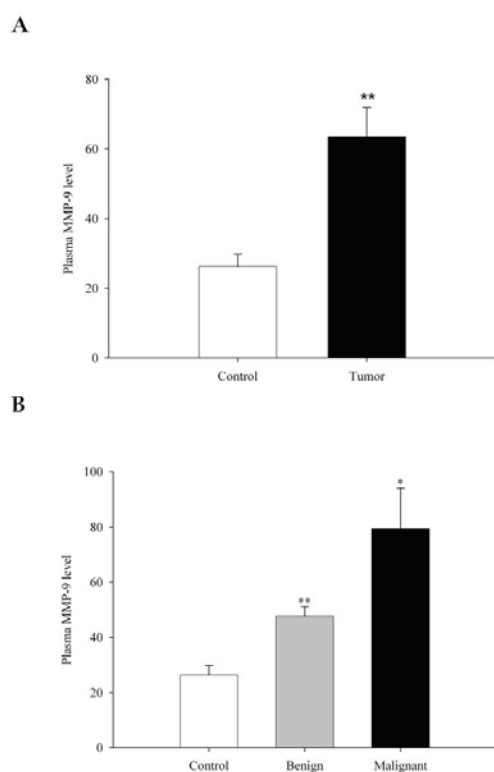 A
80
**
60
Plasma MMP-9 level
40
20
0
Control Tumor
B
100
*
80
Plasma MMP-9 level
60
**
40
20
0
Control Benign Malignant